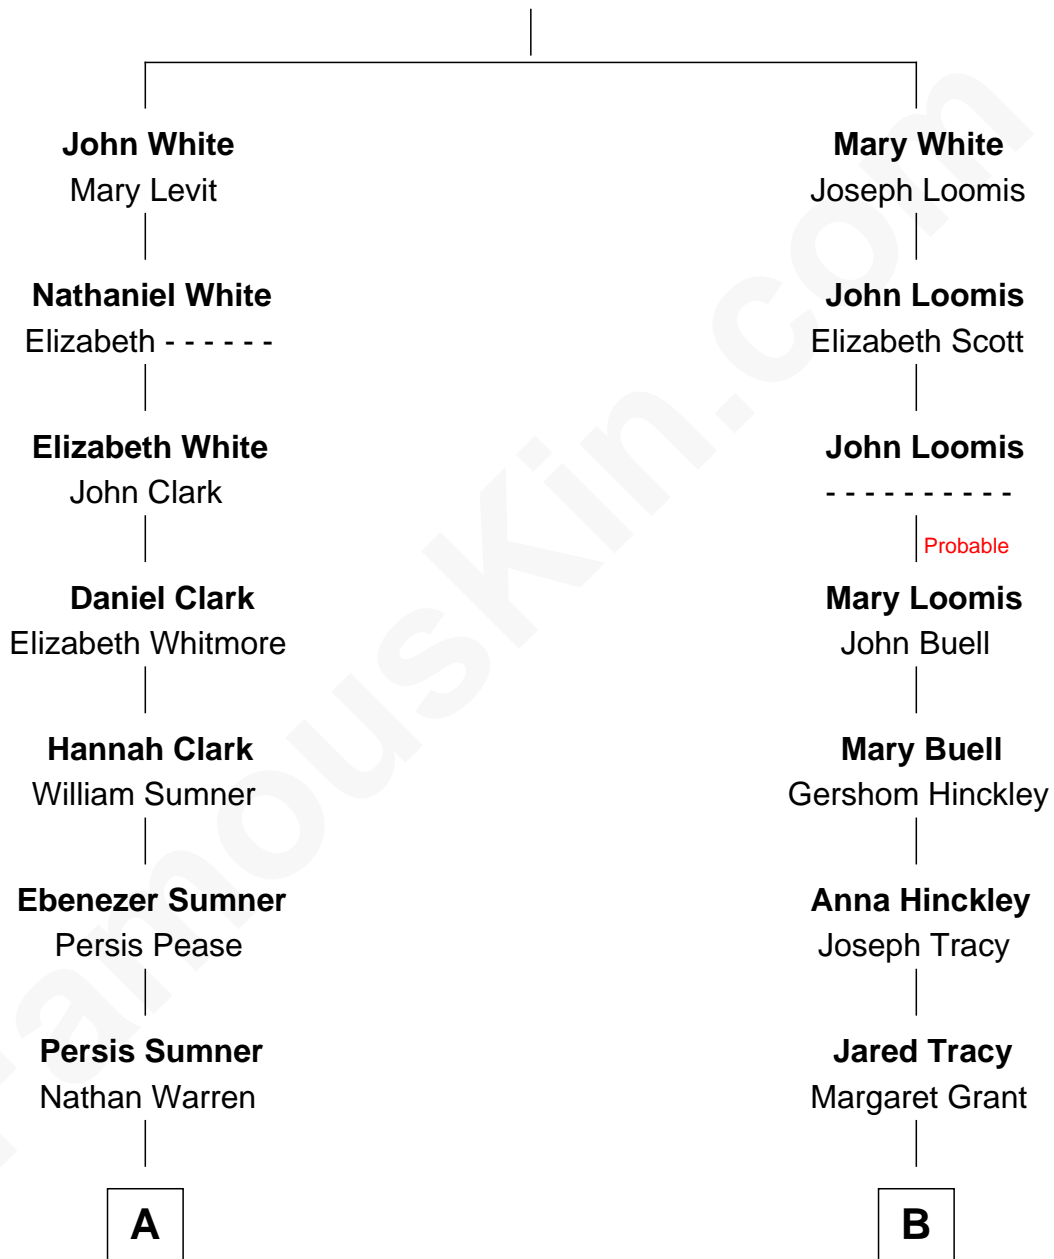 John White
Mary Levit
Mary White
Joseph Loomis
Nathaniel White
Elizabeth - - - - - -
John Loomis
Elizabeth Scott
Elizabeth White
John Clark
John Loomis
- - - - - - - - - -
Probable
Daniel Clark
Elizabeth Whitmore
Mary Loomis
John Buell
Hannah Clark
William Sumner
Mary Buell
Gershom Hinckley
Ebenezer Sumner
Persis Pease
Anna Hinckley
Joseph Tracy
Persis Sumner
Nathan Warren
Jared Tracy
Margaret Grant
A
B
FamousKin.com